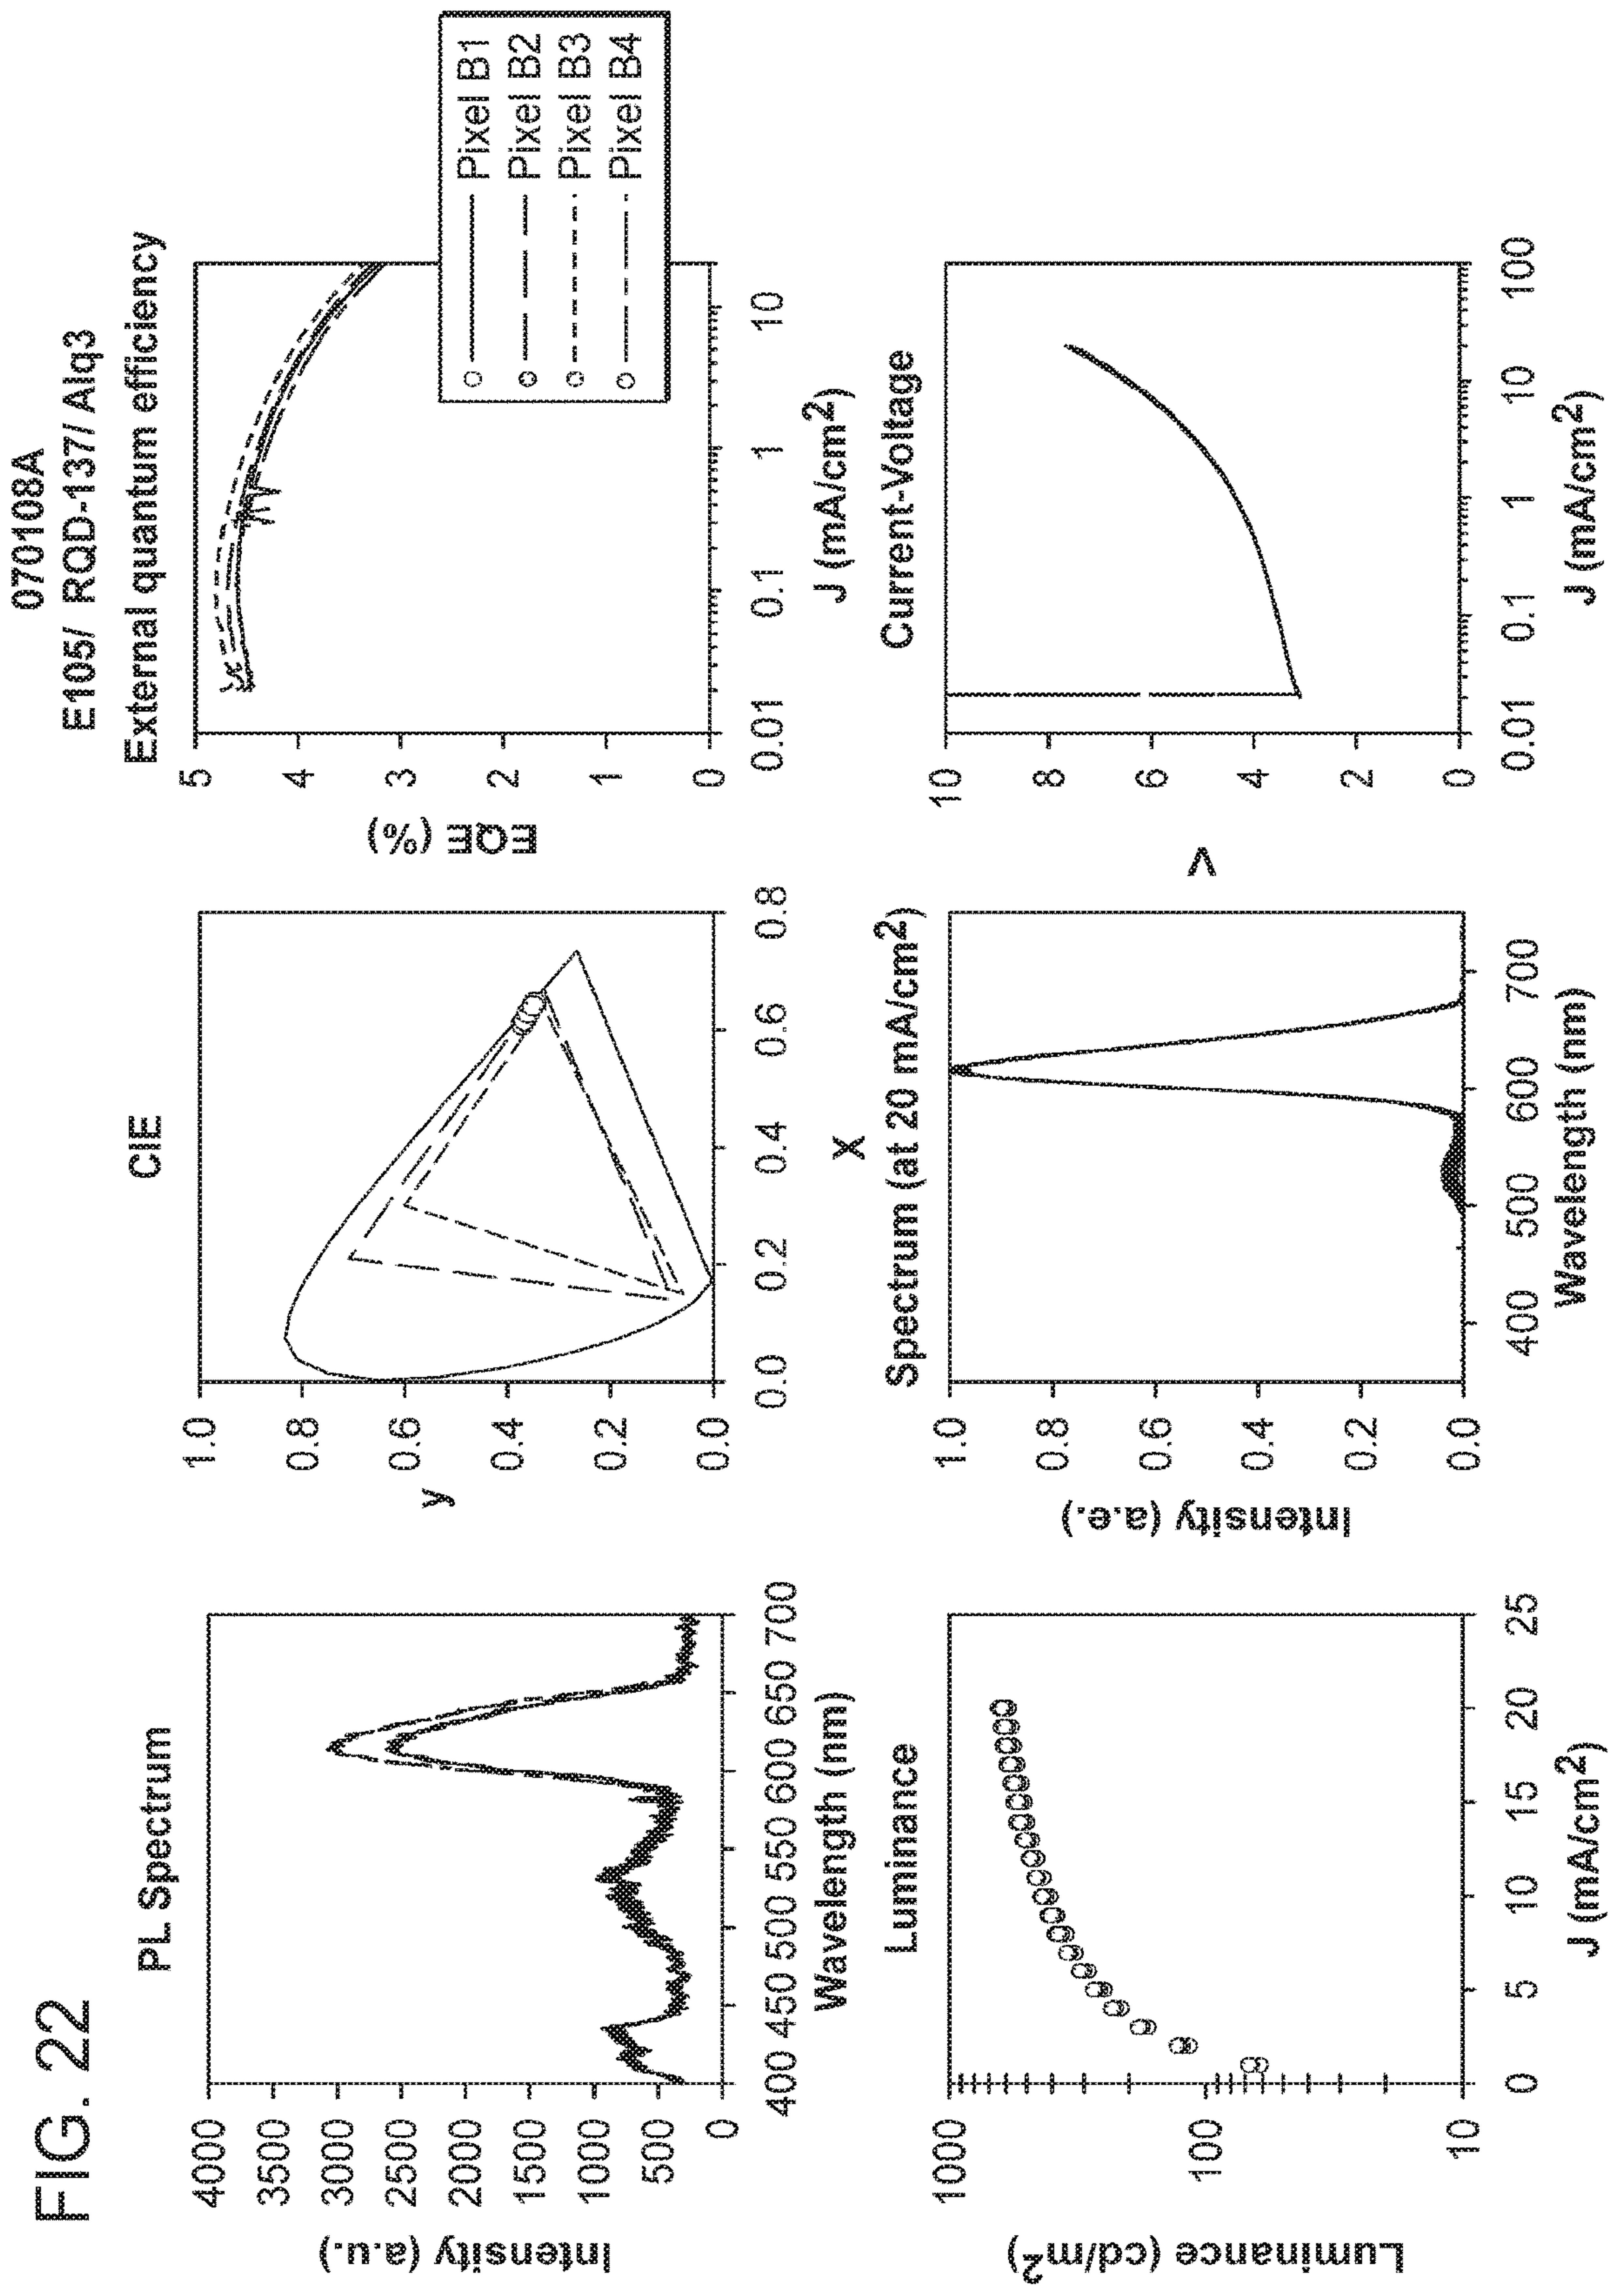 FIG. 22
070108A
E105/ RQD-137/ Alq3
PL Spectrum
Intensity (a.u.)
4000
3500
3000
2500
2000
1500
1000
500
0
400 450 500 550 600 650 700
Wavelength (nm)
CIE
y
1.0
0.8
0.6
0.4
0.2
0.0
0.0 0.2 0.4 0.6 0.8
X
External quantum efficiency
EQE (%)
5
4
3
2
1
0
0.01 0.1 1 10
J (mA/cm²)
Pixel B1
Pixel B2
Pixel B3
Pixel B4
Luminance
Luminance (cd/m²)
1000
100
10
0 5 10 15 20 25
J (mA/cm²)
Spectrum (at 20 mA/cm²)
Intensity (a.e.)
1.0
0.8
0.6
0.4
0.2
0.0
400 500 600 700
Wavelength (nm)
Current-Voltage
V
10
8
6
4
2
0
0.01 0.1 1 10 100
J (mA/cm²)